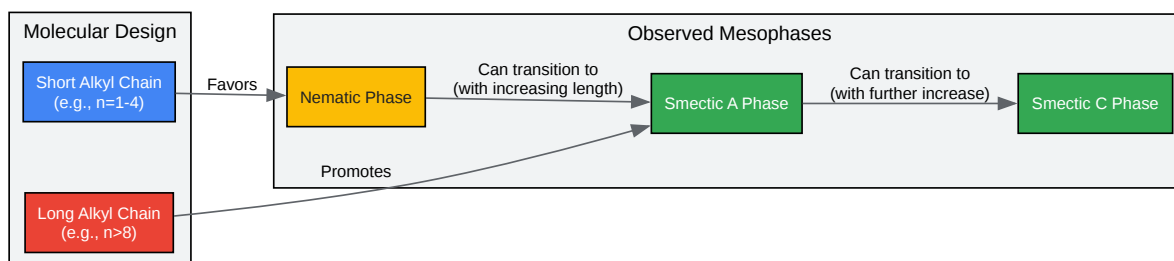 Molecular Design
Short Alkyl Chain
(e.g., n=1-4)
Long Alkyl Chain
(e.g., n>8)
Favors
Promotes
Observed Mesophases
Nematic Phase
Can transition to
(with increasing length)
Smectic A Phase
Can transition to
(with further increase)
Smectic C Phase